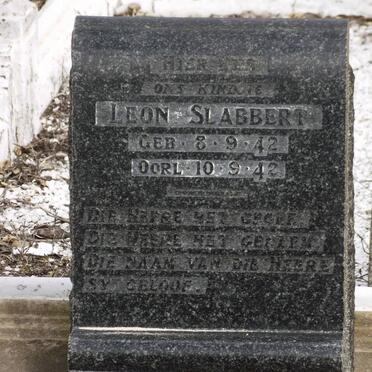 HIER RUS
ONS KINDJIE
LEON SLABBERT
GEB. 8.9.42
OORL. 10.9.42
DIE HEERE HET GEGEE
DIE HEERE HET GENEEM
DIE NAAM VAN DIE HEERE
SY GELOOF.